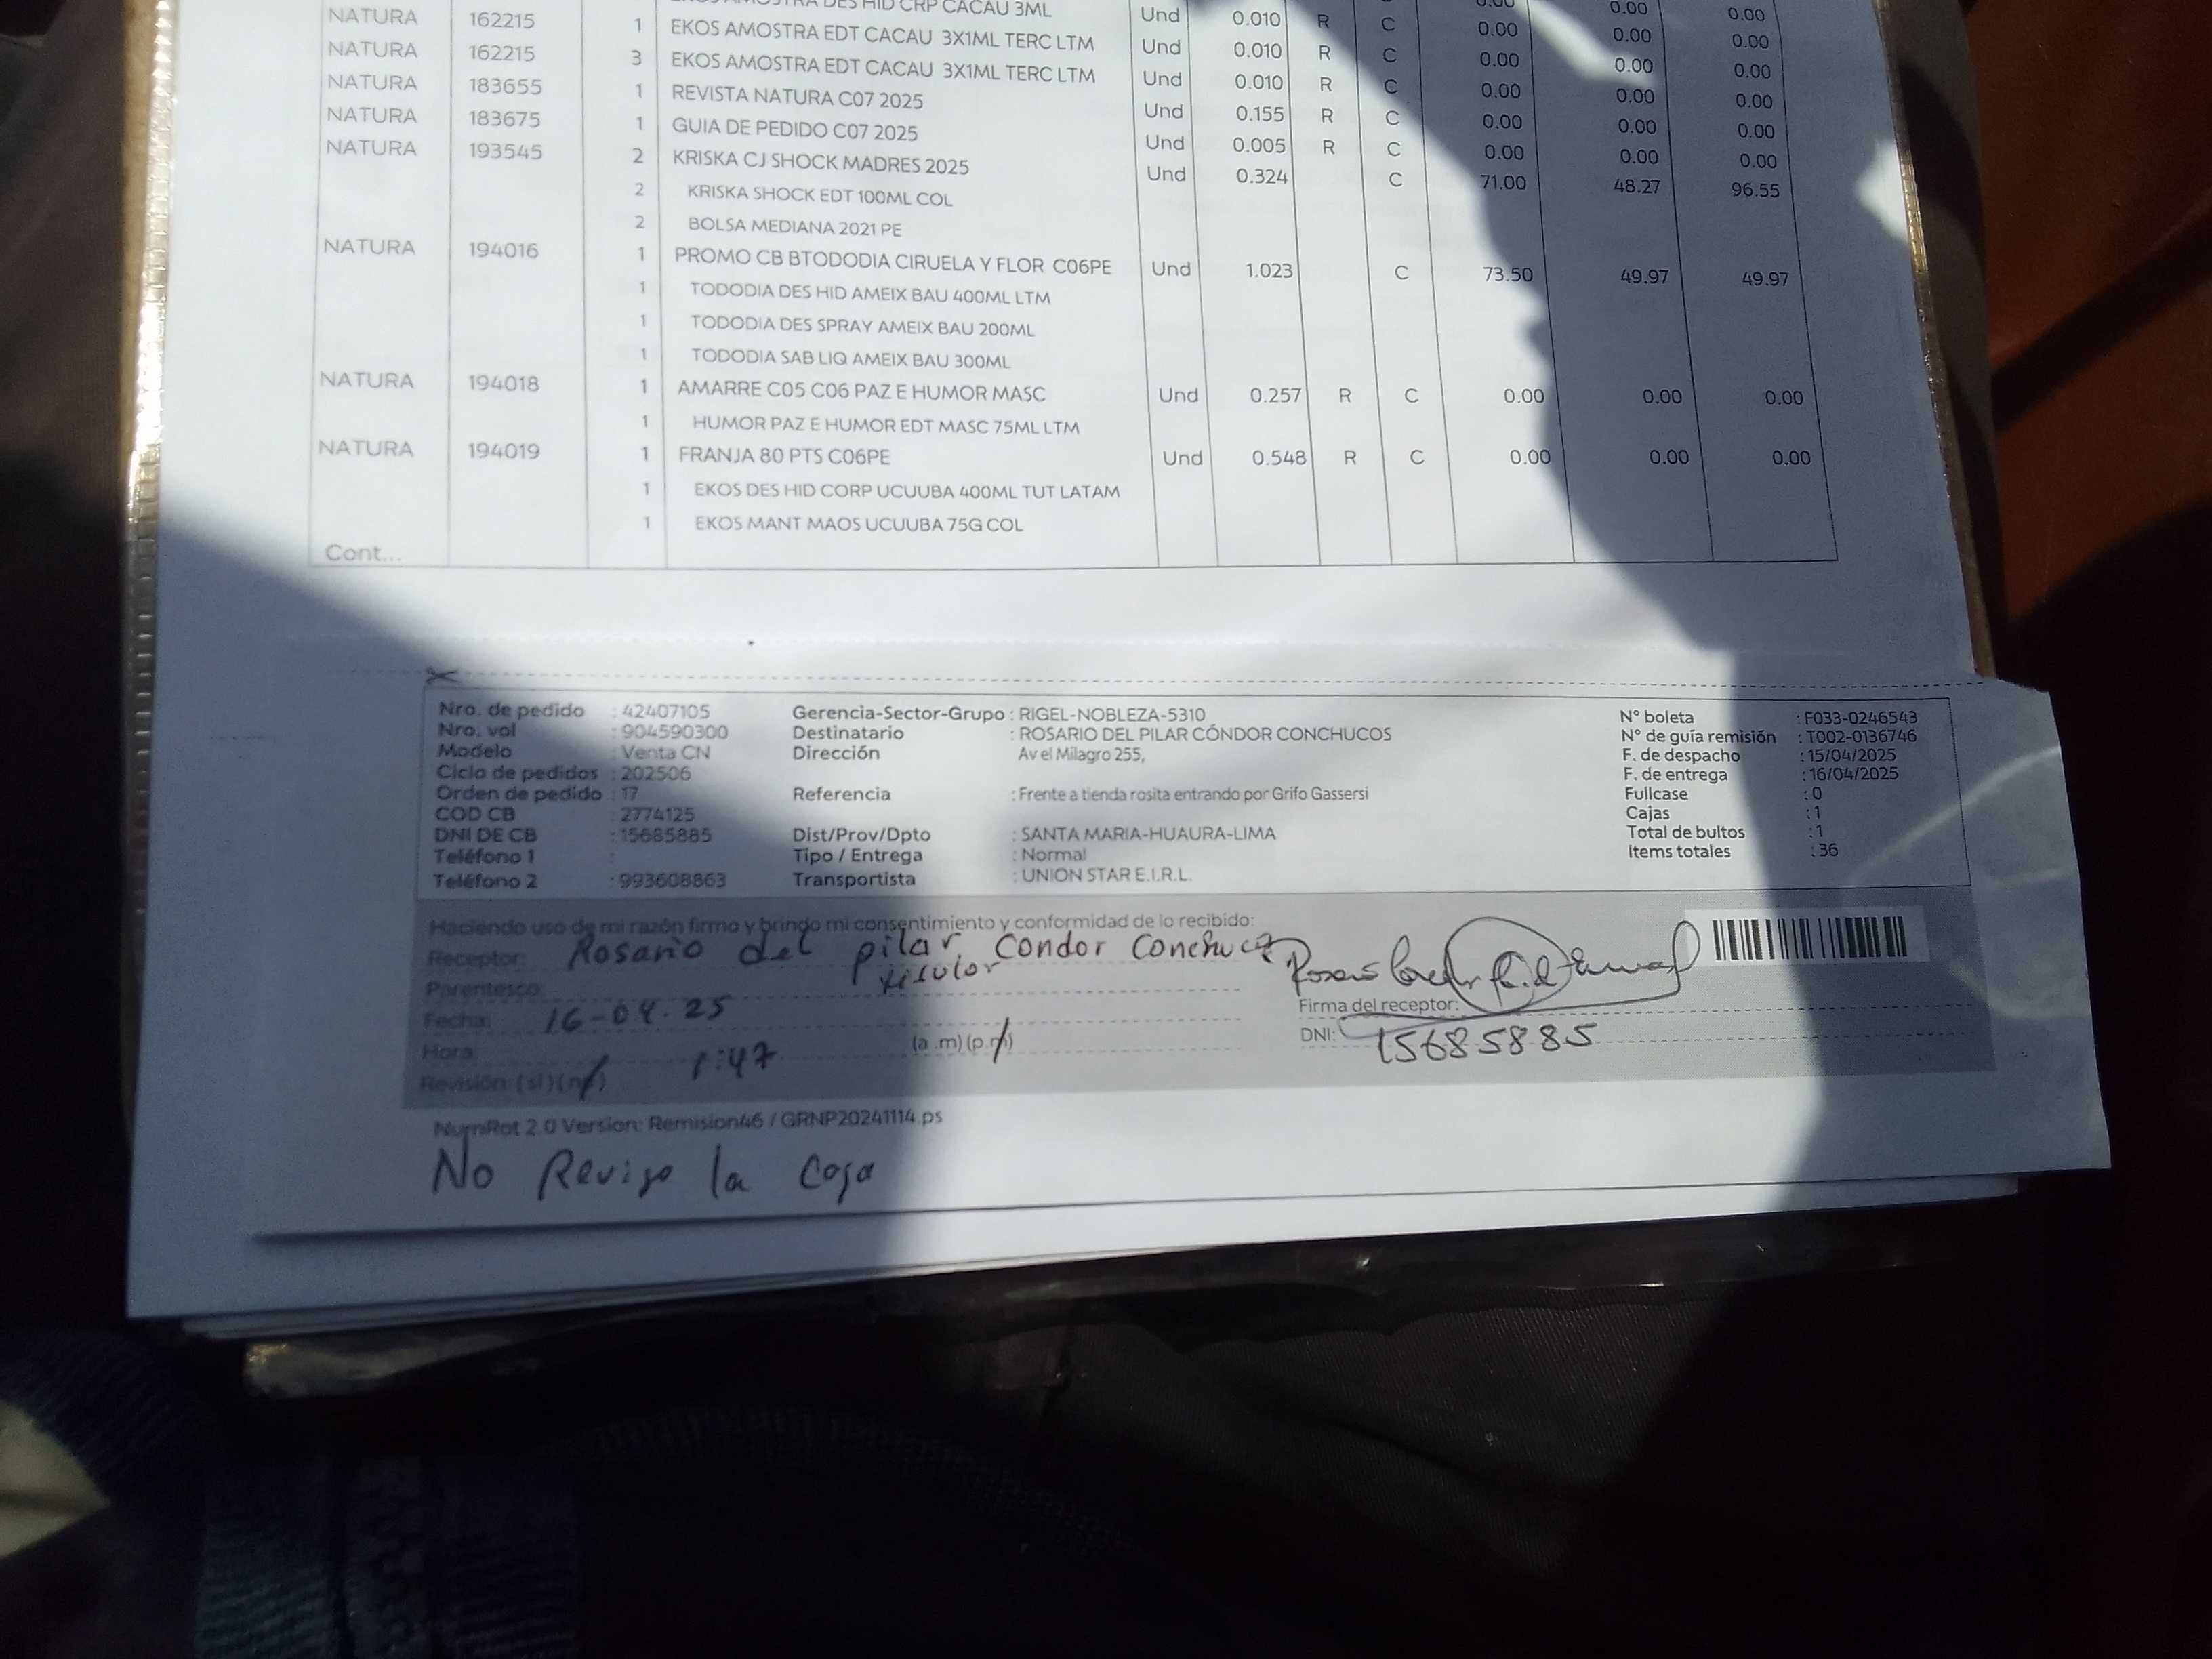 DES HID CRP CACAU 3ML Und 0.010 R C 0.00 0.00 0.00
NATURA 162215 1 EKOS AMOSTRA EDT CACAU 3X1ML TERC LTM Und 0.010 R C 0.00 0.00 0.00
NATURA 162215 3 EKOS AMOSTRA EDT CACAU 3X1ML TERC LTM Und 0.010 R C 0.00 0.00 0.00
NATURA 183655 1 REVISTA NATURA C07 2025 Und 0.155 R C 0.00 0.00 0.00
NATURA 183675 1 GUIA DE PEDIDO C07 2025 Und 0.005 R C 0.00 0.00 0.00
NATURA 193545 2 KRISKA CJ SHOCK MADRES 2025 Und 0.324 C 71.00 48.27 96.55
2 KRISKA SHOCK EDT 100ML COL
2 BOLSA MEDIANA 2021 PE
NATURA 194016 1 PROMO CB BTODODIA CIRUELA Y FLOR C06PE Und 1.023 C 73.50 49.97 49.97
1 TODODIA DES HID AMEIX BAU 400ML LTM
1 TODODIA DES SPRAY AMEIX BAU 200ML
1 TODODIA SAB LIQ AMEIX BAU 300ML
NATURA 194018 1 AMARRE C05 C06 PAZ E HUMOR MASC Und 0.257 R C 0.00 0.00 0.00
1 HUMOR PAZ E HUMOR EDT MASC 75ML LTM
NATURA 194019 1 FRANJA 80 PTS C06PE Und 0.548 R C 0.00 0.00 0.00
1 EKOS DES HID CORP UCUUBA 400ML TUT LATAM
1 EKOS MANT MAOS UCUUBA 75G COL
Cont...
Nro. de pedido : 42407105 Gerencia-Sector-Grupo : RIGEL-NOBLEZA-5310 N° boleta : F033-0246543
Nro. vol : 904590300 Destinatario : ROSARIO DEL PILAR CÓNDOR CONCHUCOS N° de guía remisión : T002-0136746
Modelo : Venta CN Dirección Av el Milagro 255, F. de despacho : 15/04/2025
Ciclo de pedidos : 202506 F. de entrega : 16/04/2025
Orden de pedido : 17 Referencia : Frente a tienda rosita entrando por Grifo Gassersi Fullcase : 0
COD CB : 2774125 Cajas : 1
DNI DE CB : 15685885 Dist/Prov/Dpto : SANTA MARIA-HUAURA-LIMA Total de bultos : 1
Teléfono 1 : Tipo / Entrega : Normal Items totales : 36
Teléfono 2 : 993608863 Transportista : UNION STAR E.I.R.L.
Haciendo uso de mi razón firmo y brindo mi consentimiento y conformidad de lo recibido:
Receptor: Rosario del pilar Condor
Parentesco: titular
Firma del receptor: Rosario
Fecha: 16-04-25
DNI: 15685885
Hora: 1:47 (a .m) (p.m)
Revisión: (si) (no)
NumRot 2.0 Version: Remision46 / GRNP20241114.ps
No Reviso la Caja